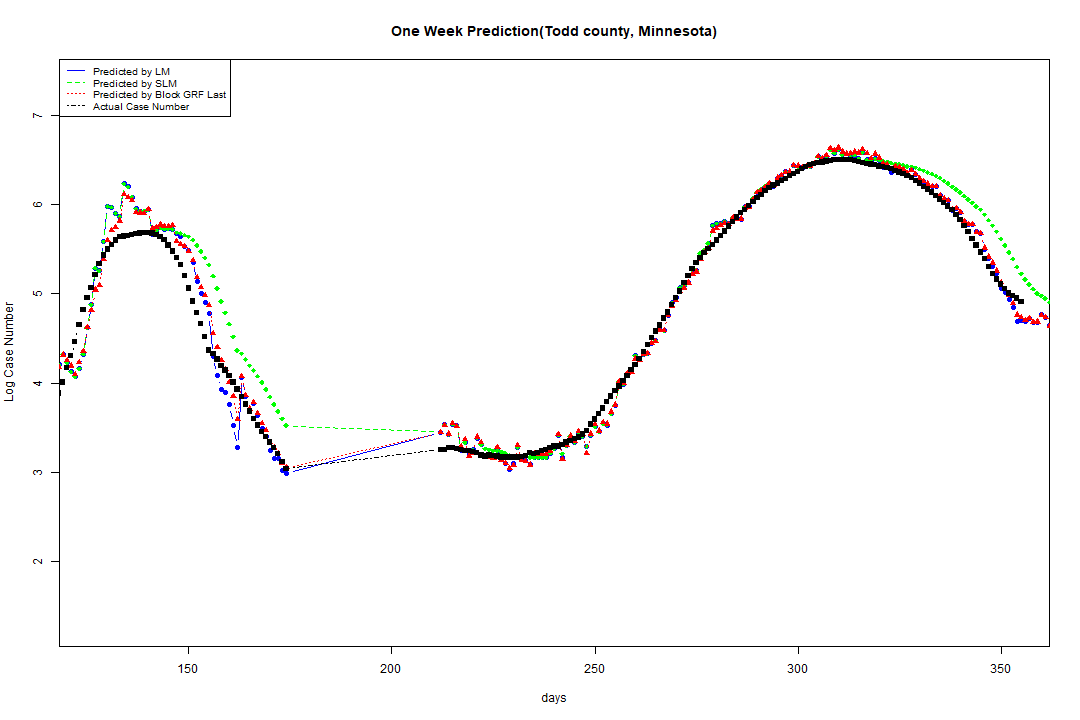 One Week Prediction(Todd county, Minnesota)
Predicted by LM
Predicted by SLM
Predicted by Block GRF Last
Actual Case Number
7
6
5
4
3
2
Log Case Number
150 200 250 300 350
days